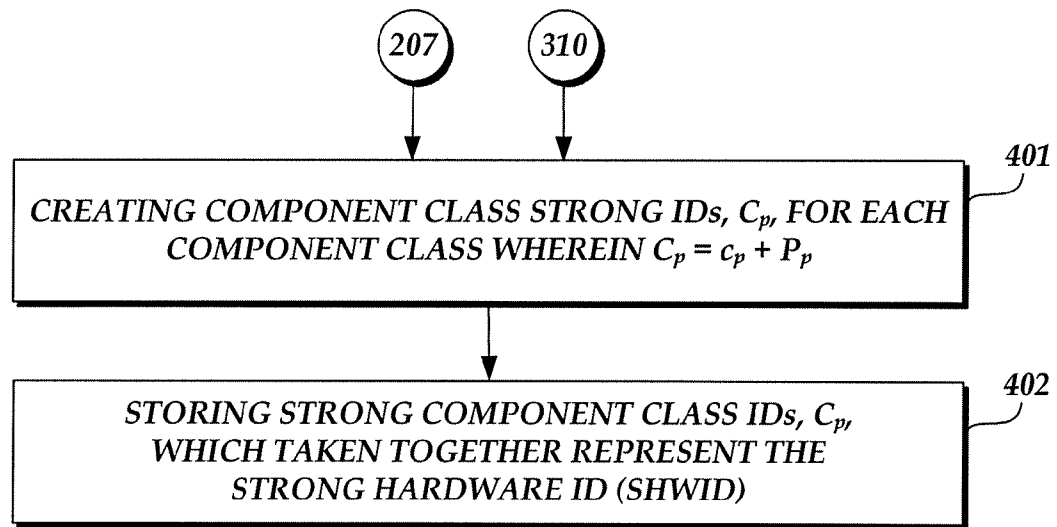 207
310
401
CREATING COMPONENT CLASS STRONG IDs, Cp, FOR EACH
COMPONENT CLASS WHEREIN Cp = cp + Pp
402
STORING STRONG COMPONENT CLASS IDs, Cp,
WHICH TAKEN TOGETHER REPRESENT THE
STRONG HARDWARE ID (SHWID)